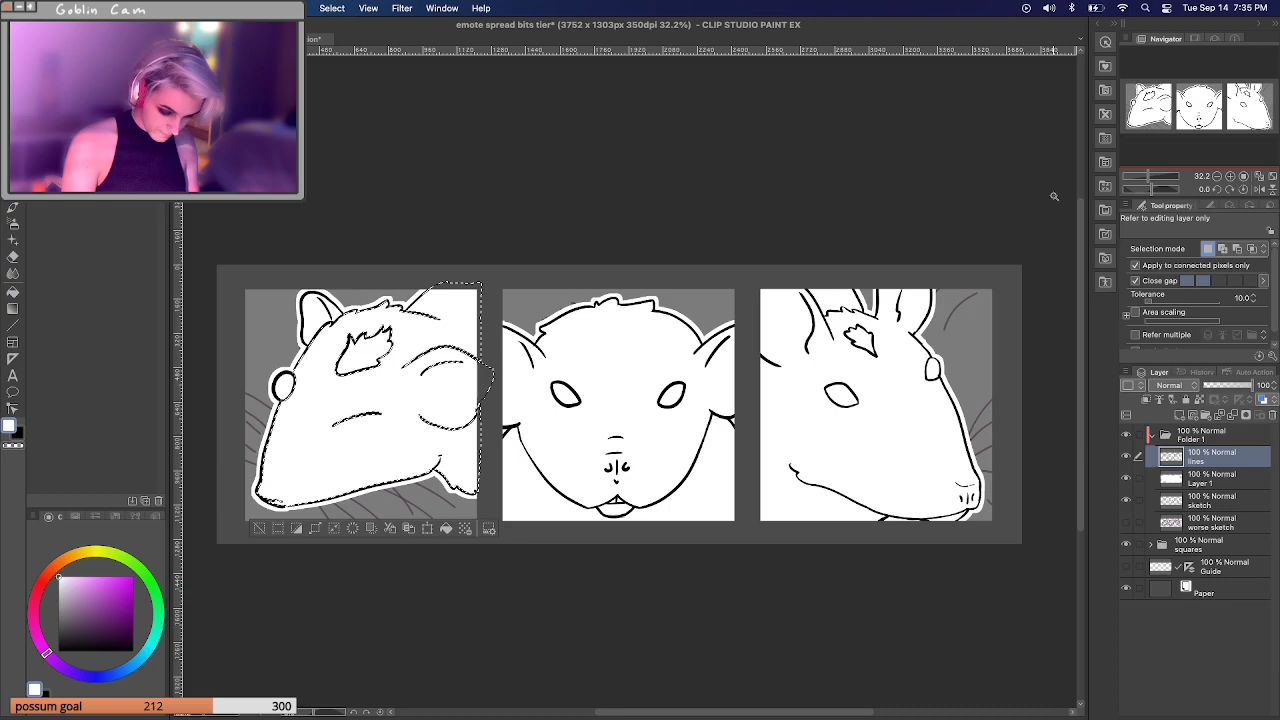 Goblin Cam
Select View Filter Window Help
Tue Sep 14 7:35 PM
emote spread bits tier* (3752 x 1303px 350dpi 32.2%) - CLIP STUDIO PAINT EX
Navigator
32.2
0.0
Tool property
Refer to editing layer only
Selection mode
Apply to connected pixels only
Close gap
Tolerance 10.0
Area scaling
Refer multiple
Layer History Auto Action
Normal 100
100 % Normal
Folder 1
100 % Normal
lines
100 % Normal
Layer 1
100 % Normal
sketch
100 % Normal
worse sketch
100 % Normal
squares
100 % Normal
Guide
Paper
possum goal 212 300